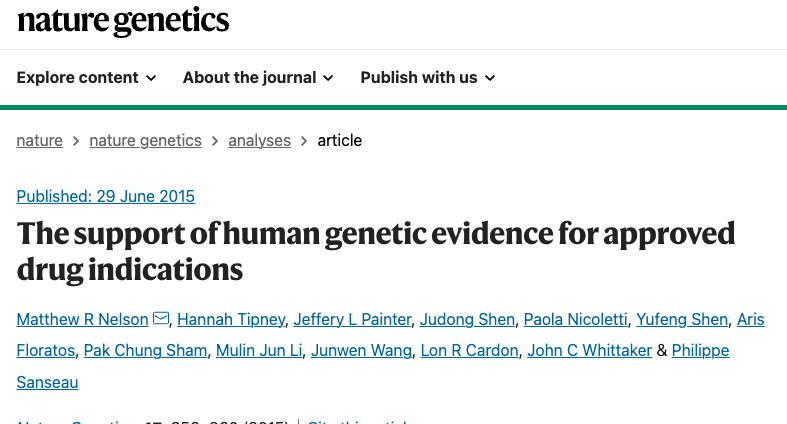 nature genetics
Explore content About the journal Publish with us
nature > nature genetics > analyses > article
Published: 29 June 2015
The support of human genetic evidence for approved
drug indications
Matthew R Nelson, Hannah Tipney, Jeffery L Painter, Judong Shen, Paola Nicoletti, Yufeng Shen, Aris
Floratos, Pak Chung Sham, Mulin Jun Li, Junwen Wang, Lon R Cardon, John C Whittaker & Philippe
Sanseau